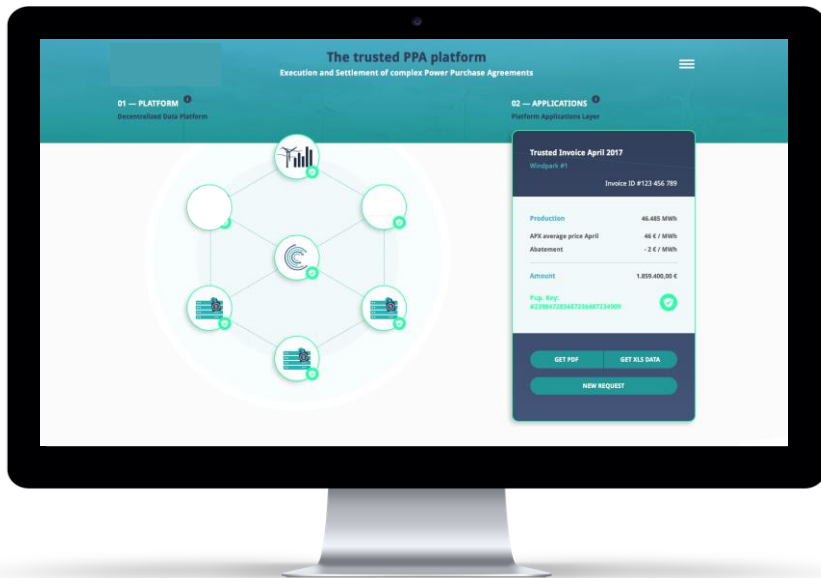 The trusted PPA platform
Execution and Settlement of complex Power Purchase Agreements
01 — PLATFORM
Decentralized Data Platform
02 — APPLICATIONS
Platform Applications Layer
Trusted Invoice April 2017
Windpark #1
Invoice ID #123 456 789
Production 46.485 MWh
APX average price April 46 € / MWh
Abatement - 2 € / MWh
Amount 1.859.400,00 €
Pup. Key:
GET PDF GET XLS DATA
NEW REQUEST